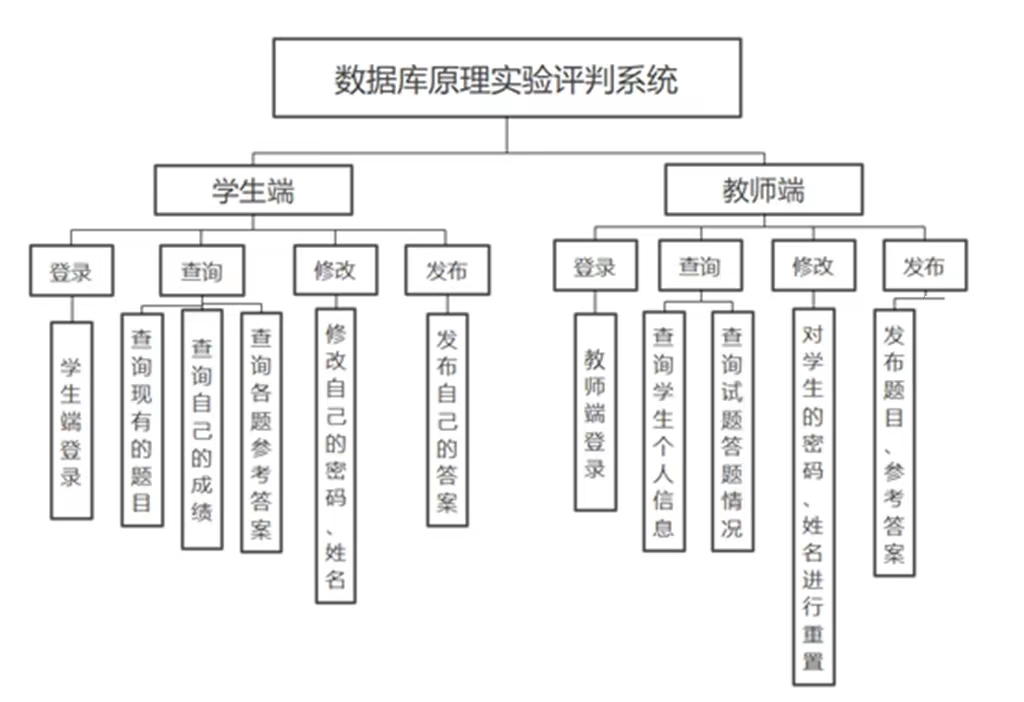 数据库原理实验评判系统
学生端
教师端
登录
查询
修改
发布
登录
查询
修改
发布
学生端登录
查询现有的题目
查询自己的成绩
查询各题参考答案
修改自己的密码、姓名
发布自己的答案
教师端登录
查询学生个人信息
查询试题答题情况
对学生的密码、姓名进行重置
发布题目、参考答案